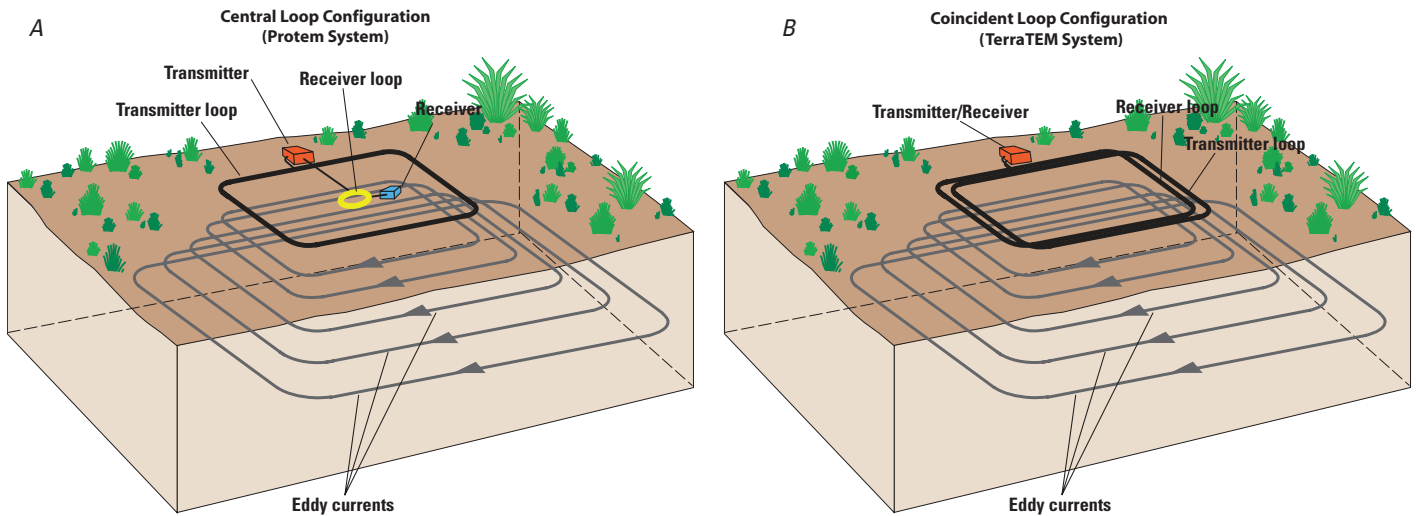 A
Central Loop Configuration
(Protem System)
Transmitter
Receiver loop
Transmitter loop
Receiver
Eddy currents
B
Coincident Loop Configuration
(TerraTEM System)
Transmitter/Receiver
Receiver loop
Transmitter loop
Eddy currents